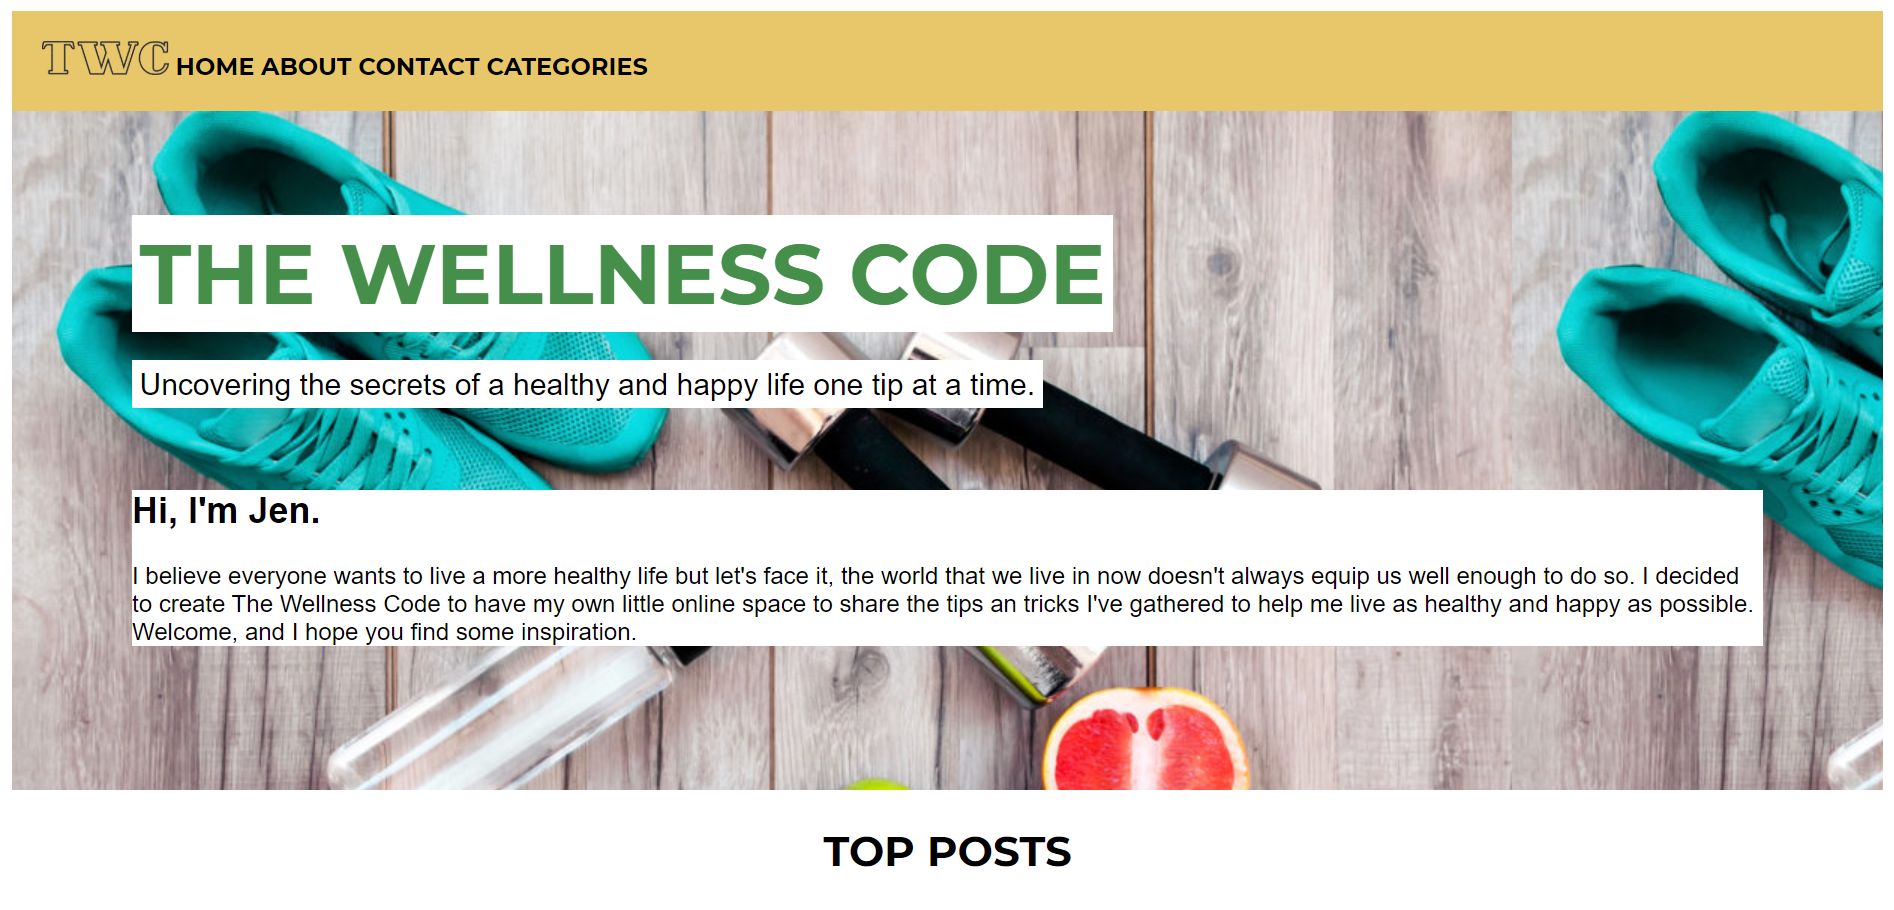 TWC HOME ABOUT CONTACT CATEGORIES
THE WELLNESS CODE
Uncovering the secrets of a healthy and happy life one tip at a time.
Hi, I'm Jen.
I believe everyone wants to live a more healthy life but let's face it, the world that we live in now doesn't always equip us well enough to do so. I decided
to create The Wellness Code to have my own little online space to share the tips an tricks I've gathered to help me live as healthy and happy as possible.
Welcome, and I hope you find some inspiration.
TOP POSTS